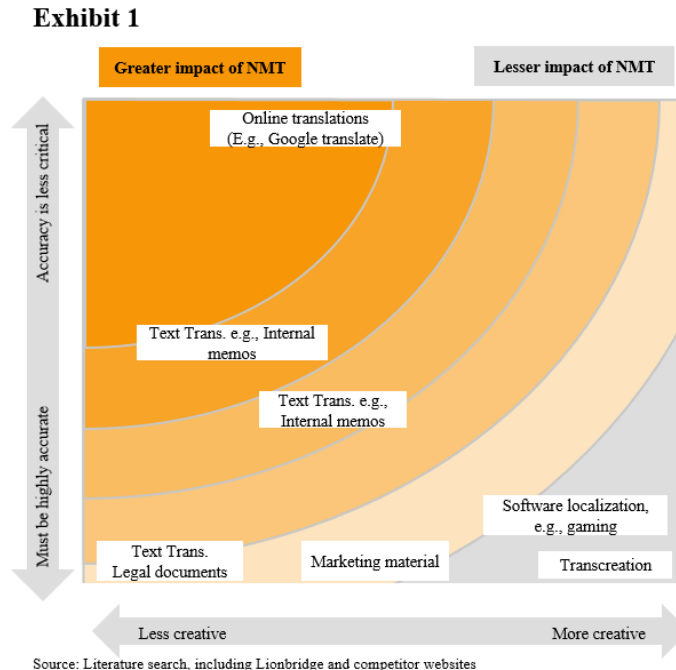 Exhibit 1
Greater impact of NMT
Lesser impact of NMT
Accuracy is less critical
Must be highly accurate
Online translations
(E.g., Google translate)
Text Trans. e.g., Internal
memos
Text Trans. e.g.,
Internal memos
Software localization,
e.g., gaming
Text Trans.
Legal documents
Marketing material
Transcreation
Less creative
More creative
Source: Literature search, including Lionbridge and competitor websites